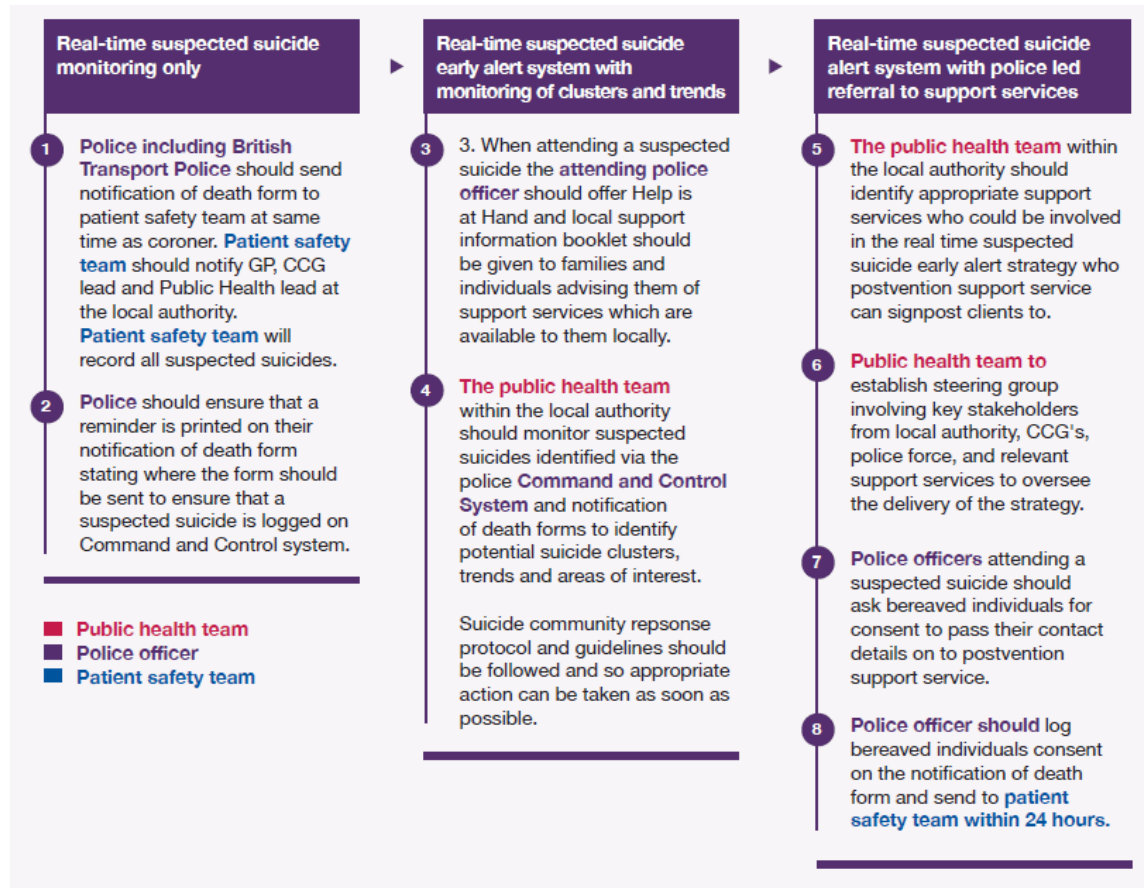 Real-time suspected suicide
monitoring only
1
Police including British
Transport Police should send
notification of death form to
patient safety team at same
time as coroner. Patient safety
team should notify GP, CCG
lead and Public Health lead at
the local authority.
Patient safety team will
record all suspected suicides.
2
Police should ensure that a
reminder is printed on their
notification of death form
stating where the form should
be sent to ensure that a
suspected suicide is logged on
Command and Control system.
Public health team
Police officer
Patient safety team
Real-time suspected suicide
early alert system with
monitoring of clusters and trends
3
3. When attending a suspected
suicide the attending police
officer should offer Help is
at Hand and local support
information booklet should
be given to families and
individuals advising them of
support services which are
available to them locally.
4
The public health team
within the local authority
should monitor suspected
suicides identified via the
police Command and Control
System and notification
of death forms to identify
potential suicide clusters,
trends and areas of interest.
Suicide community repsonse
protocol and guidelines should
be followed and so appropriate
action can be taken as soon as
possible.
Real-time suspected suicide
alert system with police led
referral to support services
5
The public health team within
the local authority should
identify appropriate support
services who could be involved
in the real time suspected
suicide early alert strategy who
postvention support service
can signpost clients to.
6
Public health team to
establish steering group
involving key stakeholders
from local authority, CCG's,
police force, and relevant
support services to oversee
the delivery of the strategy.
7
Police officers attending a
suspected suicide should
ask bereaved individuals for
consent to pass their contact
details on to postvention
support service.
8
Police officer should log
bereaved individuals consent
on the notification of death
form and send to patient
safety team within 24 hours.